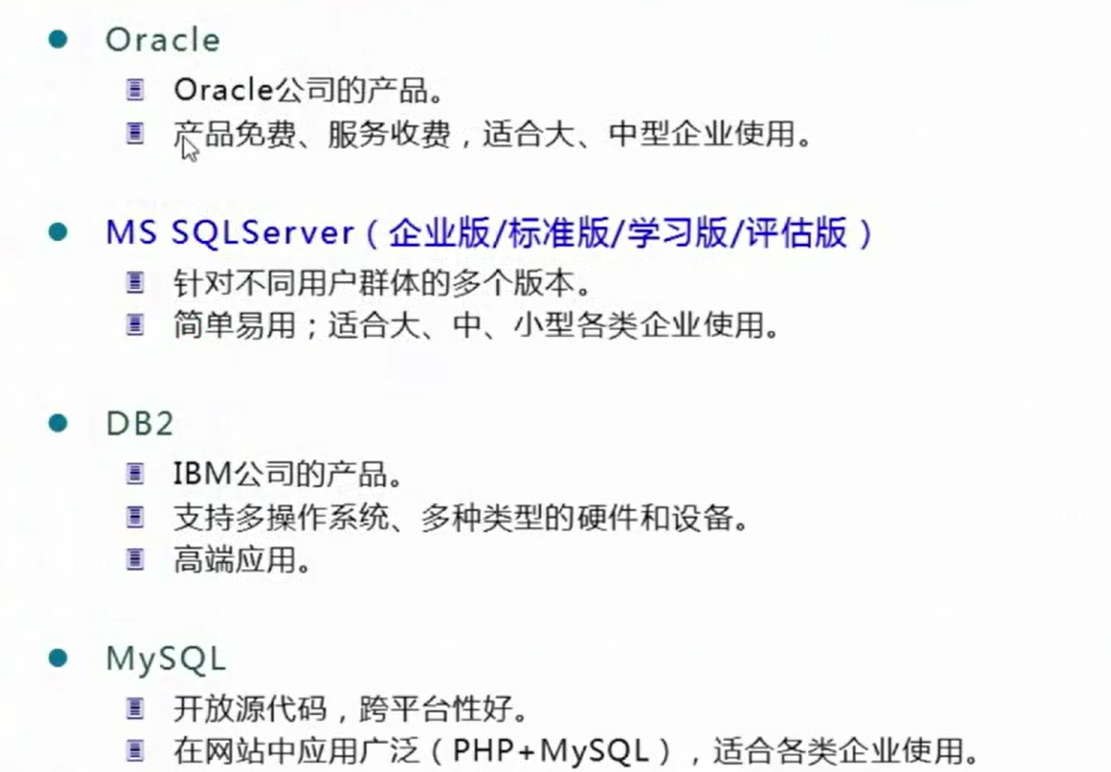 Oracle
Oracle公司的产品。
产品免费、服务收费，适合大、中型企业使用。
MS SQLServer（企业版/标准版/学习版/评估版）
针对不同用户群体的多个版本。
简单易用；适合大、中、小型各类企业使用。
DB2
IBM公司的产品。
支持多操作系统、多种类型的硬件和设备。
高端应用。
MySQL
开放源代码，跨平台性好。
在网站中应用广泛（PHP+MySQL），适合各类企业使用。